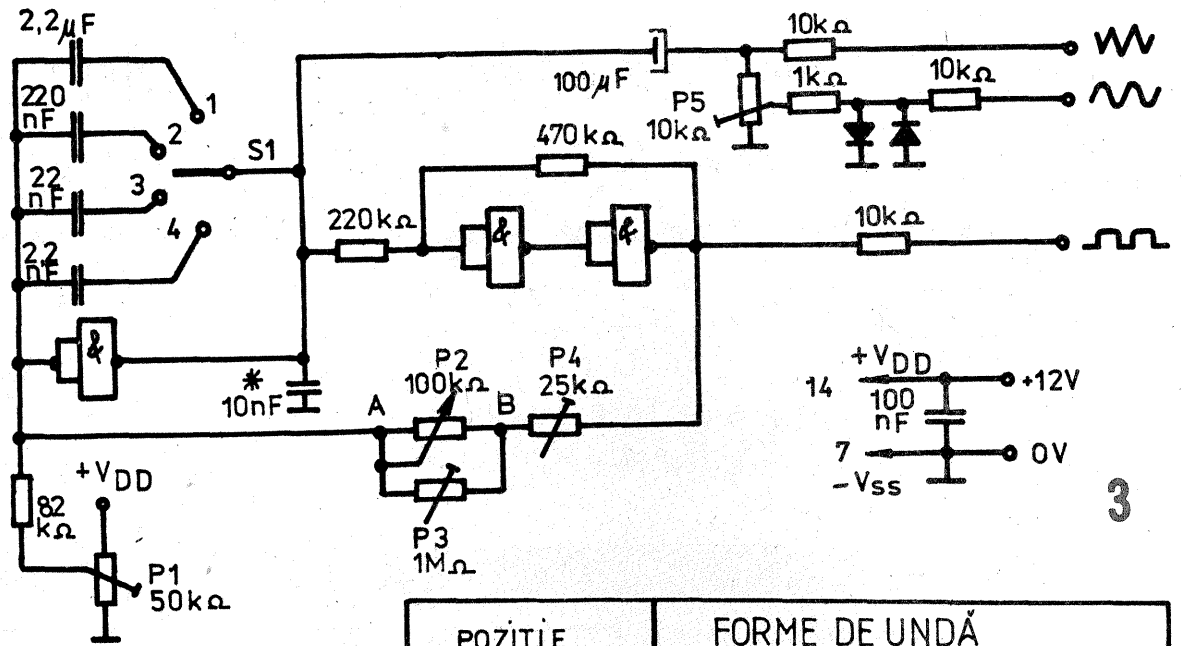 2,2µF
220
nF
22
nF
2,2
nF
1
2
3
4
S1
&
*
10nF
82
kΩ
+VDD
P1
50kΩ
220kΩ
470kΩ
&
&
A
P2
100kΩ
B
P4
25kΩ
P3
1MΩ
100µF
P5
10kΩ
10kΩ
1kΩ
10kΩ
10kΩ
14
+VDD
+12V
100
nF
7
-VSS
0V
3
POZIȚIE
FORME DE UNDĂ